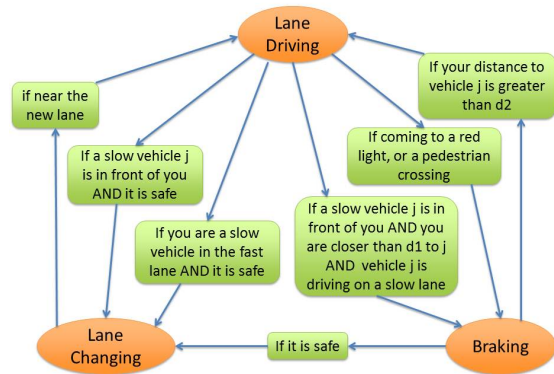 Lane
Driving
If your distance to
vehicle j is greater
than d2
if near the
new lane
If coming to a red
light, or a pedestrian
crossing
If a slow vehicle j
is in front of you
AND it is safe
If a slow vehicle j is in
front of you AND you
are closer than d1 to j
AND vehicle j is
driving on a slow lane
If you are a slow
vehicle in the fast
lane AND it is safe
Lane
Changing
If it is safe
Braking